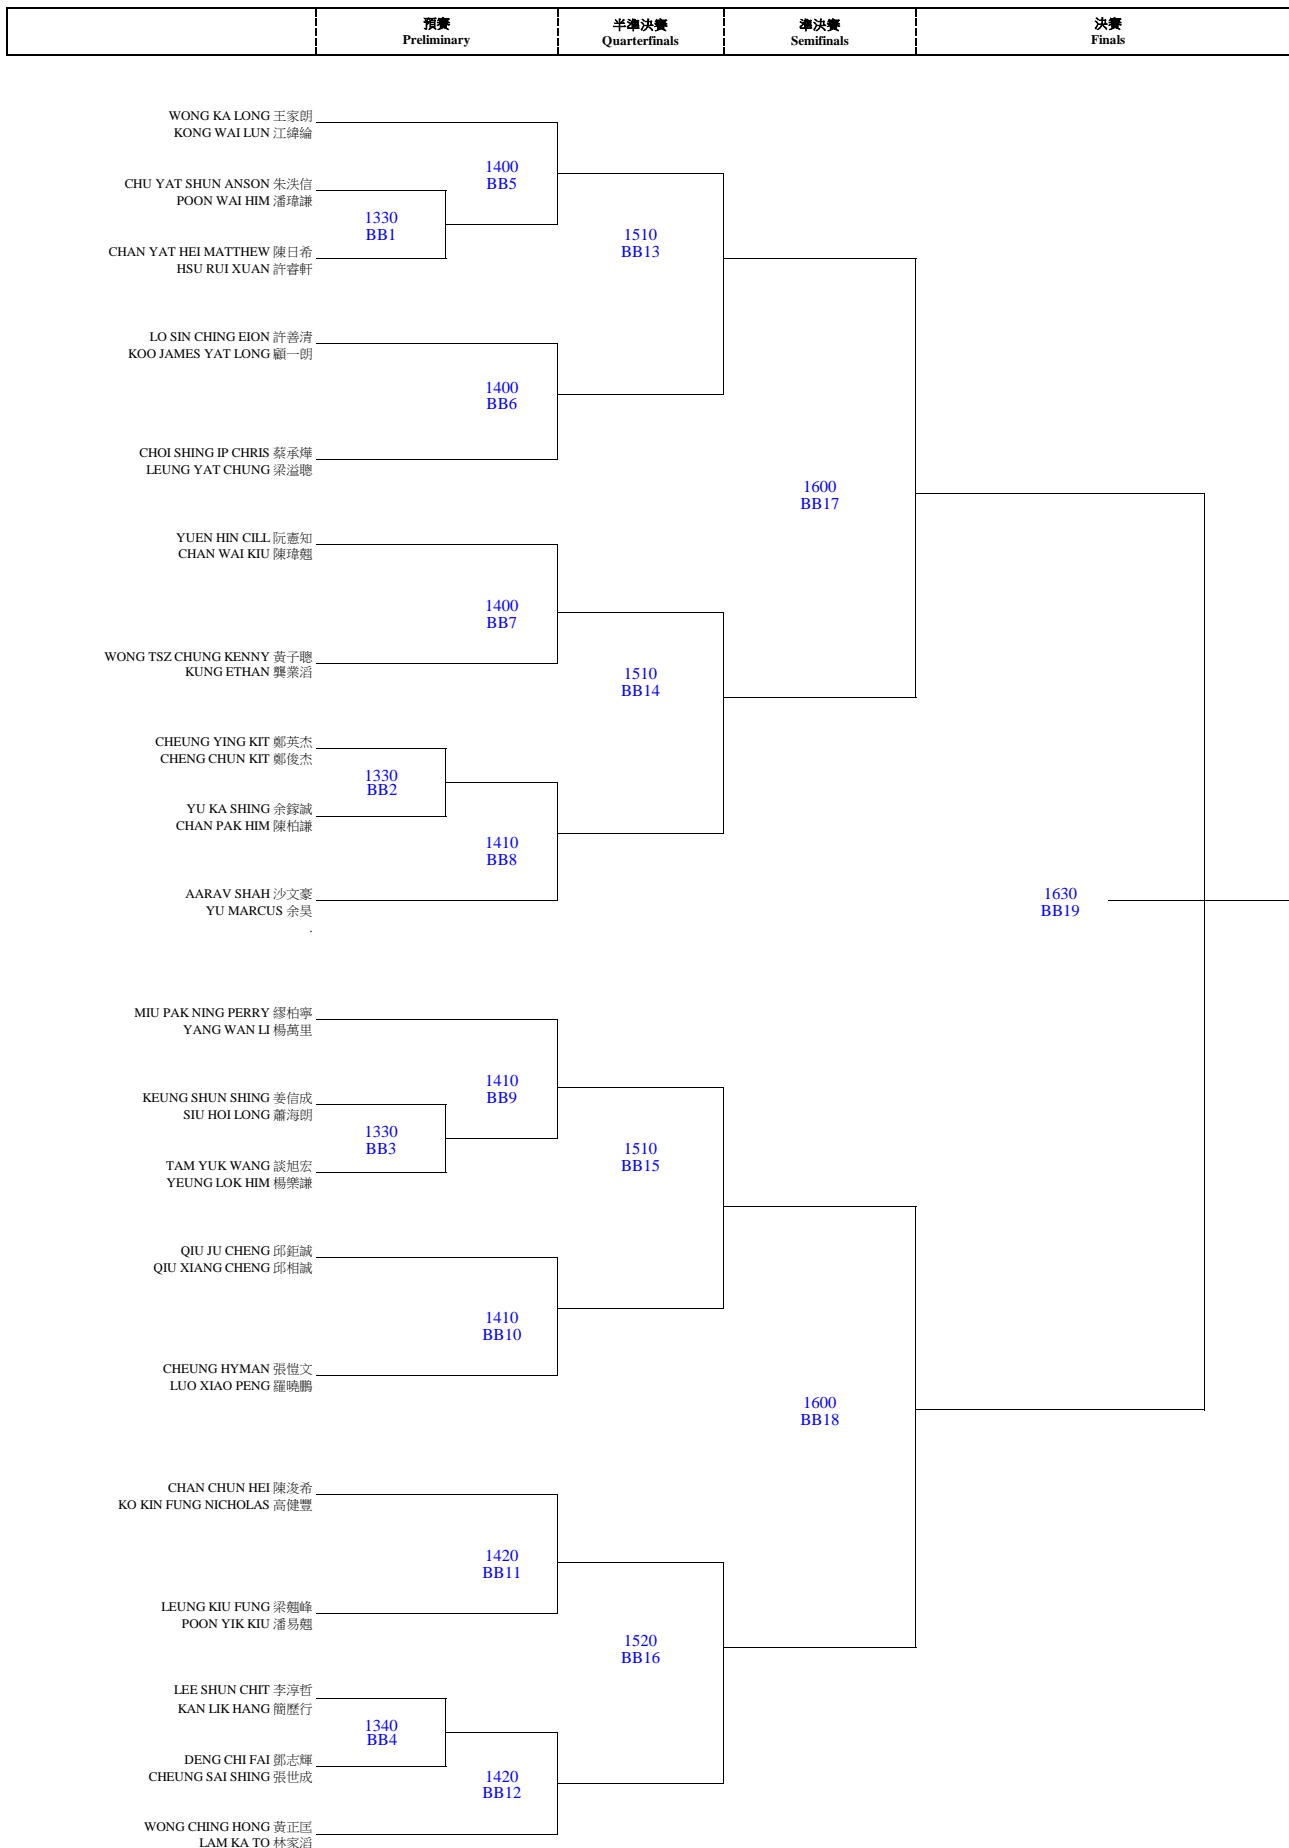 預賽 半準決賽 準決賽 決賽
Preliminary Quarterfinals Semifinals Finals
WONG KA LONG 王家朗
KONG WAI LUN 江緯綸
1400
BB5
CHU YAT SHUN ANSON 朱泆信
POON WAI HIM 潘瑋謙
1330
BB1
1510
BB13
CHAN YAT HEI MATTHEW 陳日希
HSU RUI XUAN 許睿軒
LO SIN CHING EION 許善清
KOO JAMES YAT LONG 顧一朗
1400
BB6
CHOI SHING IP CHRIS 蔡承燁
LEUNG YAT CHUNG 梁溢聰
1600
BB17
YUEN HIN CILL 阮憲知
CHAN WAI KIU 陳瑋翹
1400
BB7
WONG TSZ CHUNG KENNY 黃子聰
KUNG ETHAN 龔業滔
1510
BB14
CHEUNG YING KIT 鄭英杰
CHENG CHUN KIT 鄭俊杰
1330
BB2
YU KA SHING 余鎵誠
CHAN PAK HIM 陳柏謙
1410
BB8
AARAV SHAH 沙文豪
YU MARCUS 余昊
.
1630
BB19
MIU PAK NING PERRY 繆柏寧
YANG WAN LI 楊萬里
1410
BB9
KEUNG SHUN SHING 姜信成
SIU HOI LONG 蕭海朗
1330
BB3
1510
BB15
TAM YUK WANG 談旭宏
YEUNG LOK HIM 楊樂謙
QIU JU CHENG 邱鉅誠
QIU XIANG CHENG 邱相誠
1410
BB10
CHEUNG HYMAN 張愷文
LUO XIAO PENG 羅曉鵬
1600
BB18
CHAN CHUN HEI 陳浚希
KO KIN FUNG NICHOLAS 高健豐
1420
BB11
LEUNG KIU FUNG 梁翹峰
POON YIK KIU 潘易翹
1520
BB16
LEE SHUN CHIT 李淳哲
KAN LIK HANG 簡歷行
1340
BB4
DENG CHI FAI 鄧志輝
CHEUNG SAI SHING 張世成
1420
BB12
WONG CHING HONG 黃正匡
LAM KA TO 林家滔